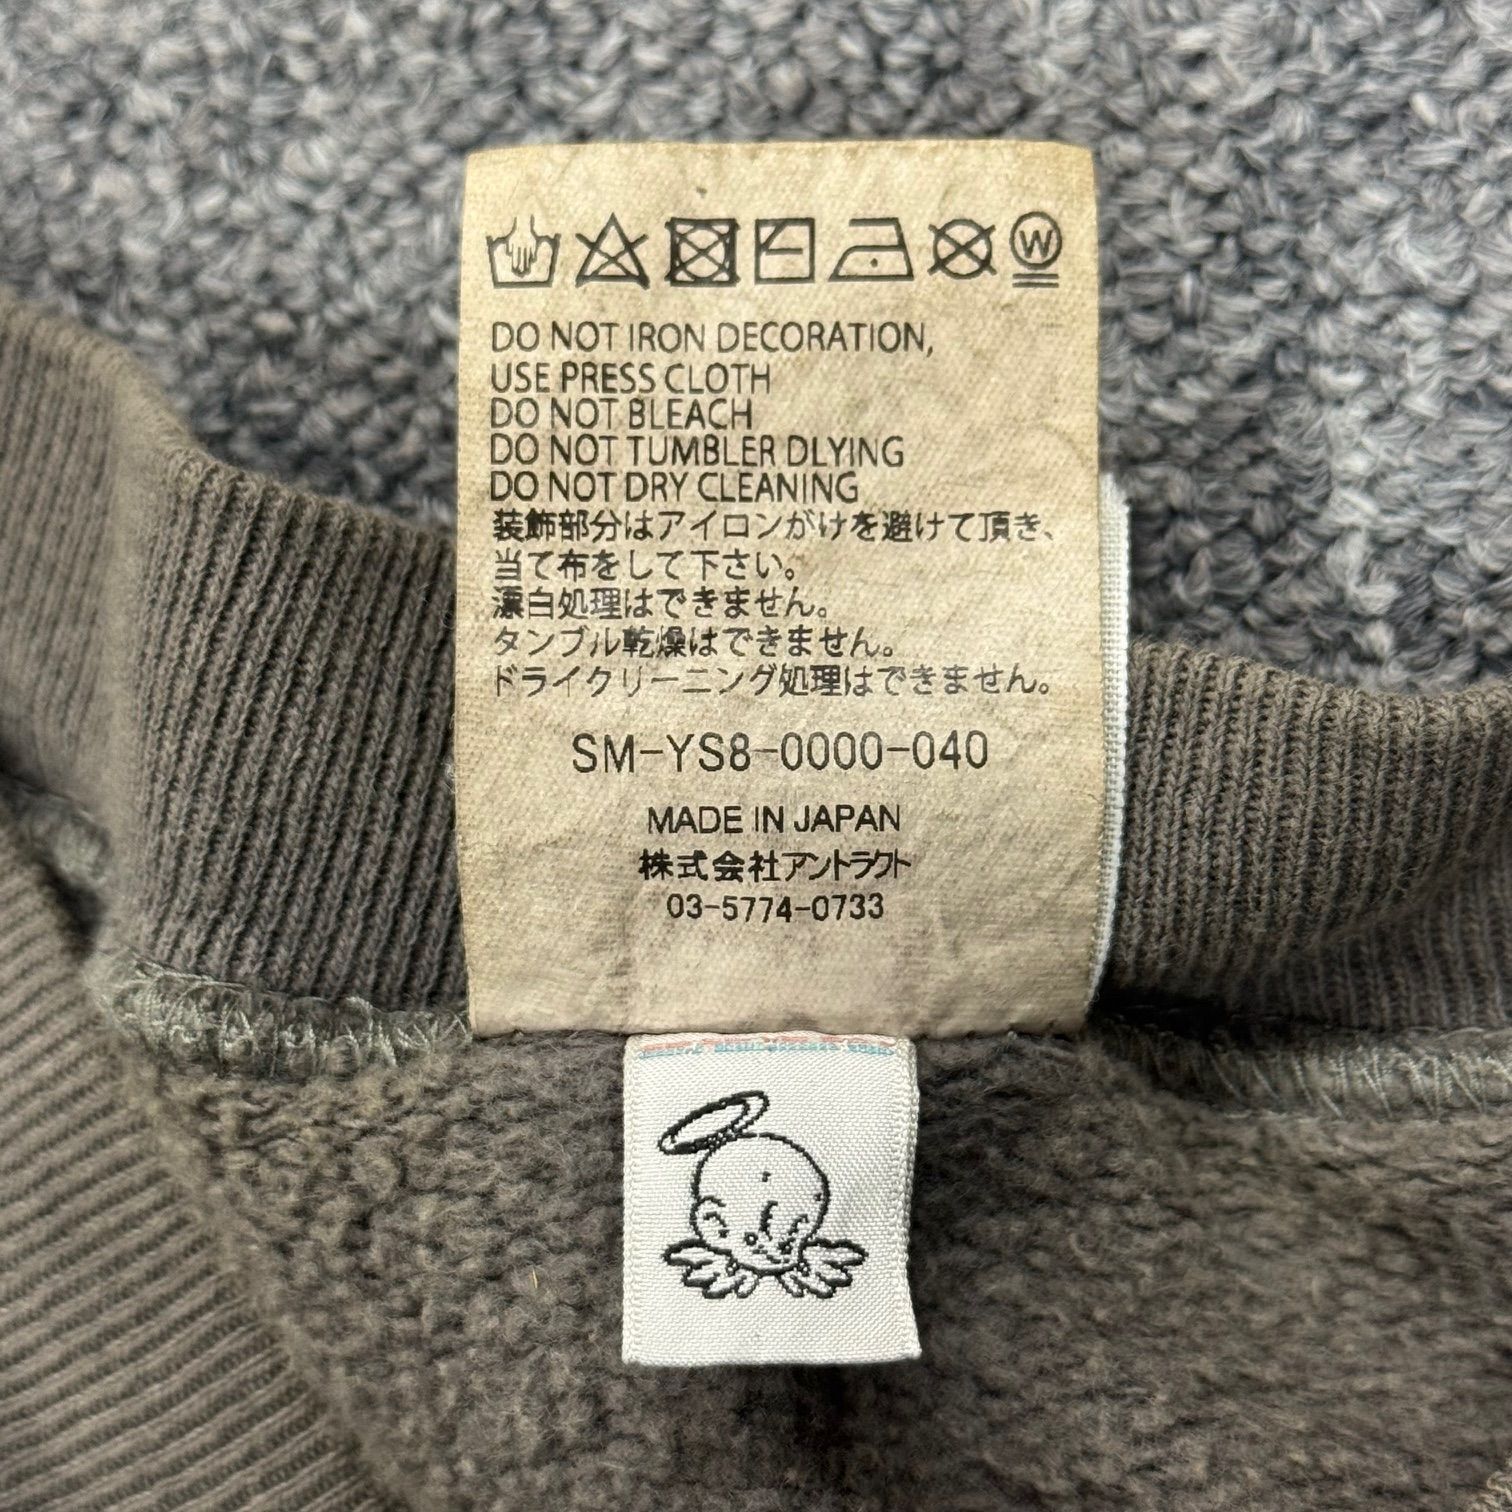 W
DO NOT IRON DECORATION,
USE PRESS CLOTH
DO NOT BLEACH
DO NOT TUMBLER DLYING
DO NOT DRY CLEANING
装飾部分はアイロンがけを避けて頂き、
当て布をして下さい。
漂白処理はできません。
タンブル乾燥はできません。
ドライクリーニング処理はできません。
SM-YS8-0000-040
MADE IN JAPAN
株式会社アントラクト
03-5774-0733